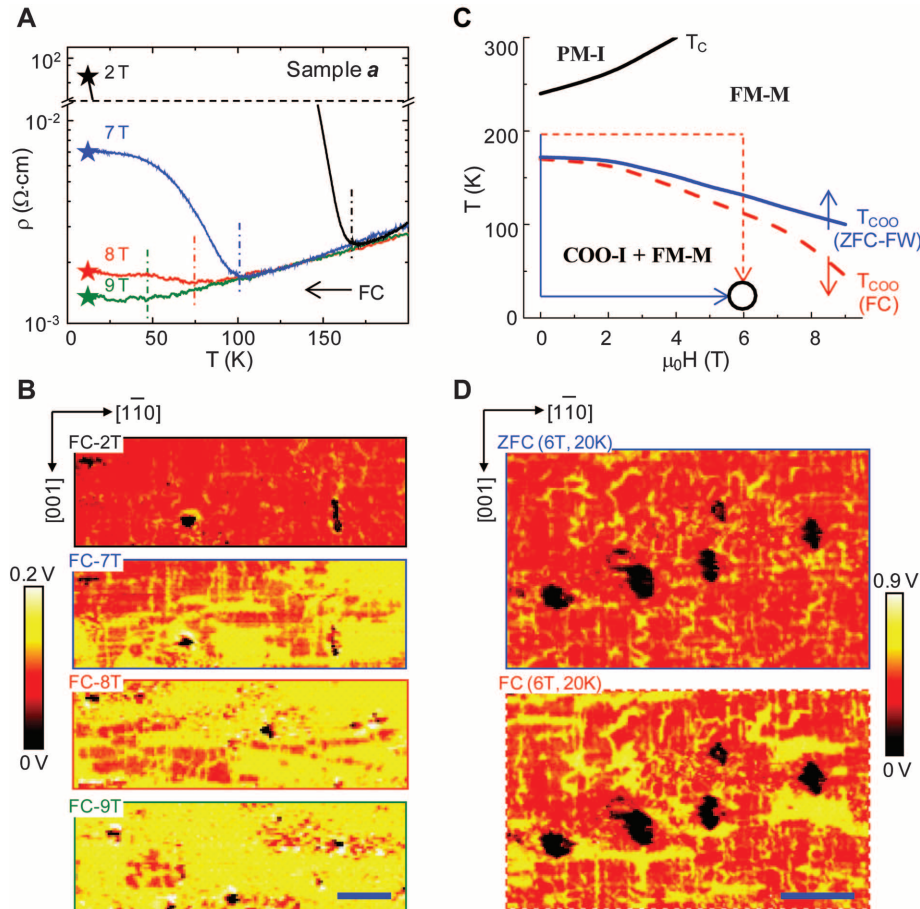 A
10²
2 T
Sample a
10⁻²
7 T
ρ (Ω·cm)
8 T
9 T
FC
10⁻³
0 50 100 150
T (K)
B
[11̅0]
[001]
FC-2T
FC-7T
FC-8T
FC-9T
0.2 V
0 V
C
300
200
100
0
T (K)
PM-I
T_C
FM-M
T_COO
(ZFC-FW)
COO-I + FM-M
T_COO
(FC)
0 2 4 6 8
μ₀H (T)
D
[11̅0]
[001]
ZFC (6T, 20K)
FC (6T, 20K)
0.9 V
0 V